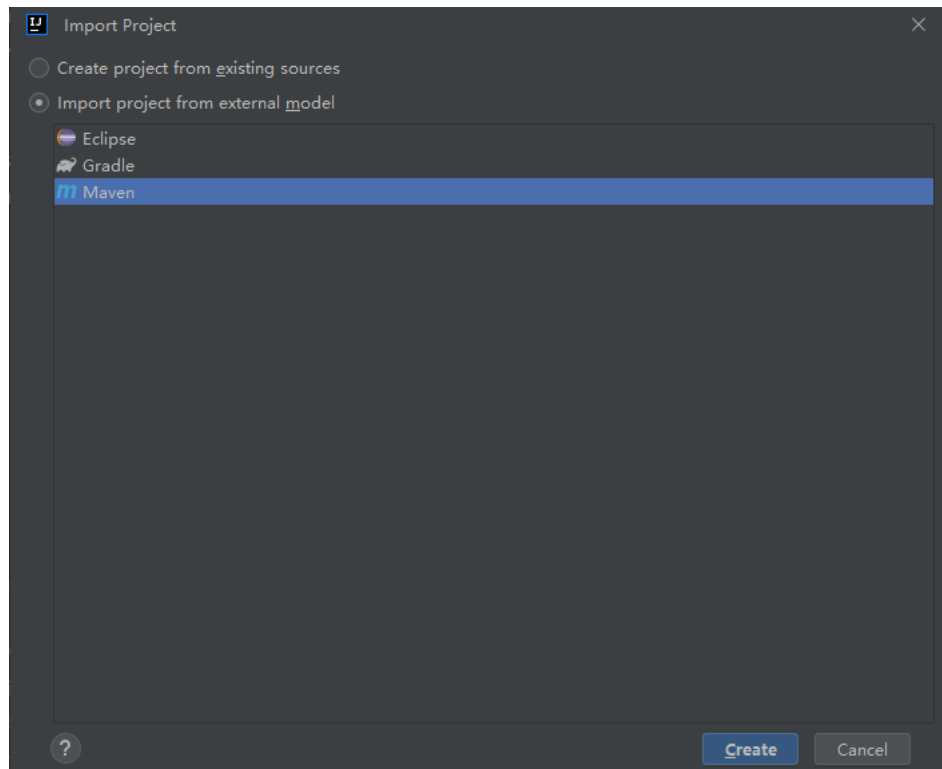 IJ Import Project
Create project from existing sources
Import project from external model
Eclipse
Gradle
m Maven
? Create Cancel